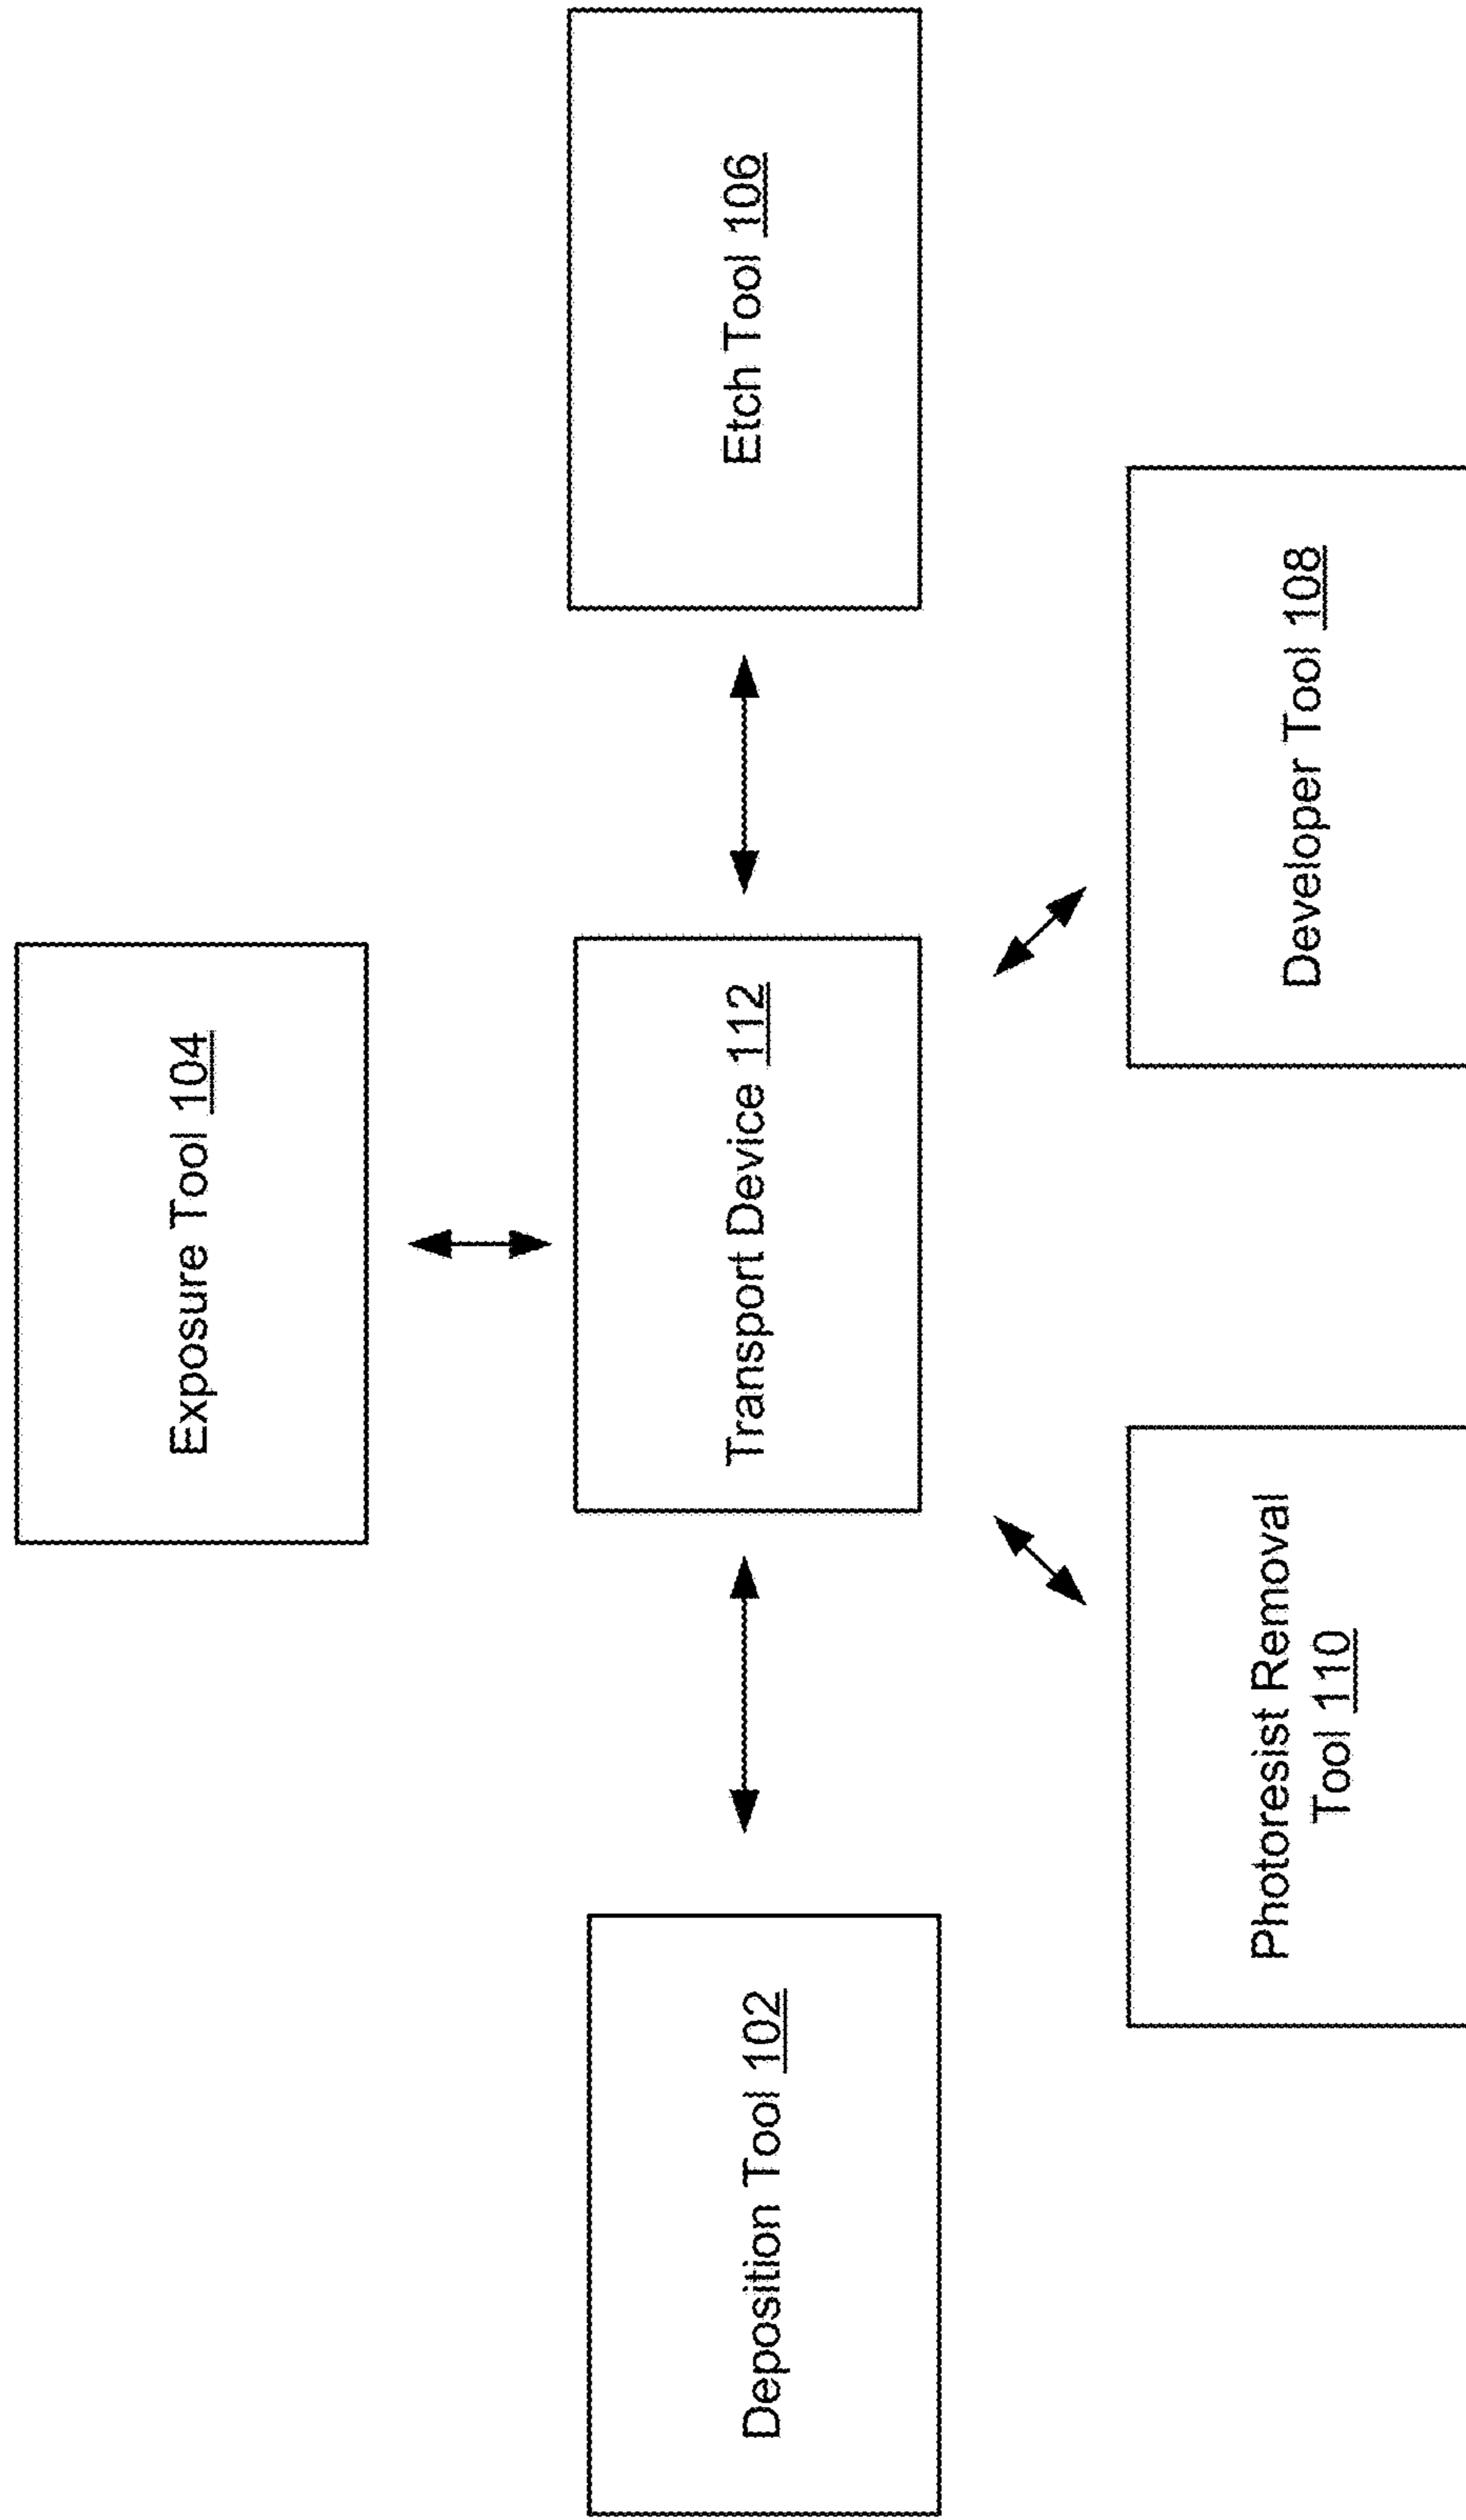 Exposure Tool 104
Deposition Tool 102
Transport Device 112
Etch Tool 106
Photoresist Removal
Tool 110
Developer Tool 108